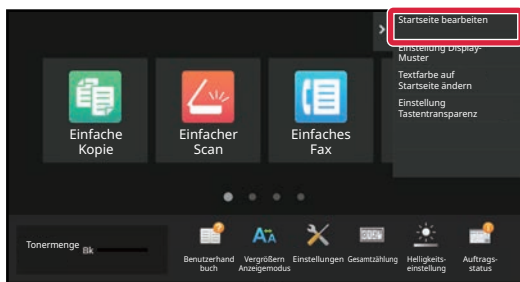 Startseite bearbeiten
Einstellung Display-
Muster
Textfarbe auf
Startseite ändern
Einstellung
Tastentransparenz
Einfache
Kopie
Einfacher
Scan
Einfaches
Fax
Tonermenge
Bk
Benutzerhand
buch
Vergrößern
Anzeigemodus
Einstellungen
Gesamtzählung
Helligkeits-
einstellung
Auftrags-
status